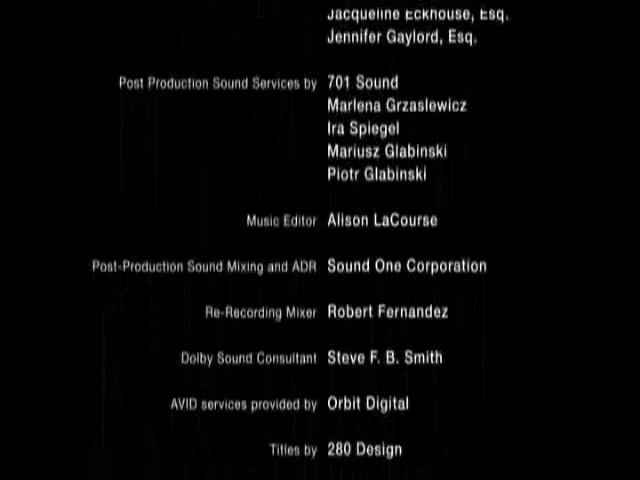 Jacqueline Eckhouse, Esq.
Jennifer Gaylord, Esq.
Post Production Sound Services by 701 Sound
Marlena Grzaslewicz
Ira Spiegel
Mariusz Glabinski
Piotr Glabinski
Music Editor Alison LaCourse
Post-Production Sound Mixing and ADR Sound One Corporation
Re-Recording Mixer Robert Fernandez
Dolby Sound Consultant Steve F. B. Smith
AVID services provided by Orbit Digital
Titles by 280 Design